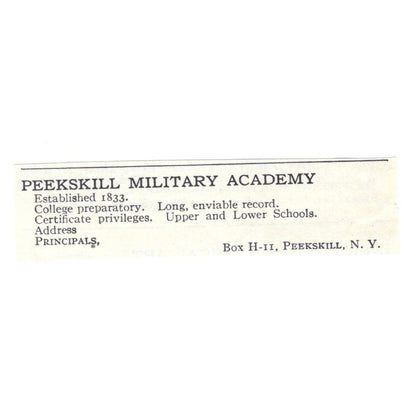 PEEKSKILL MILITARY ACADEMY
Established 1833.
College preparatory. Long, enviable record.
Certificate privileges. Upper and Lower Schools.
Address
PRINCIPALS,
Box H-11, PEEKSKILL, N. Y.